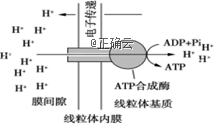 H⁺ H⁺
电子传递
@正确云
H⁺ H⁺
ADP+Pi
H⁺ H⁺ H⁺ H⁺
H⁺ H⁺
ATP
H⁺
ATP合成酶
膜间隙 线粒体基质
线粒体内膜